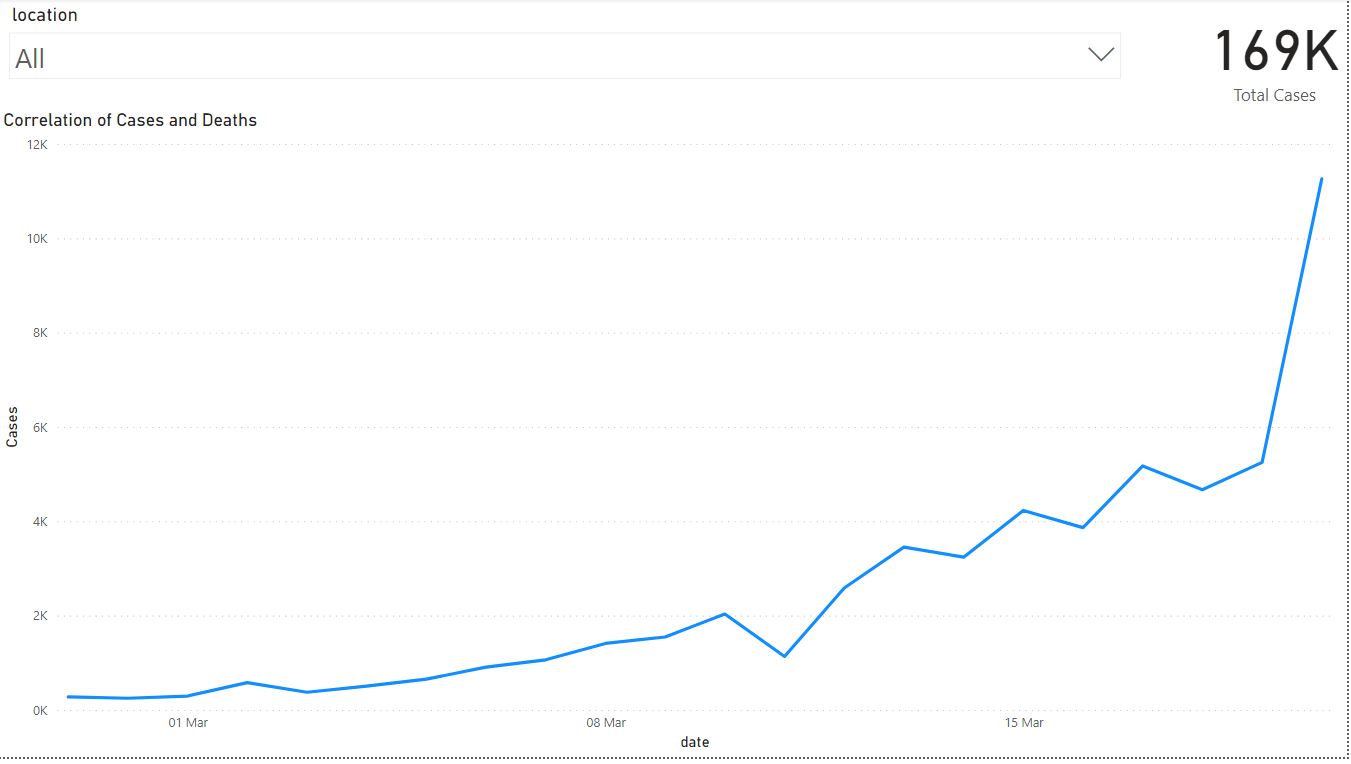 location
All
169K
Total Cases
Correlation of Cases and Deaths
12K
10K
8K
6K
4K
2K
0K
Cases
01 Mar
08 Mar
15 Mar
date